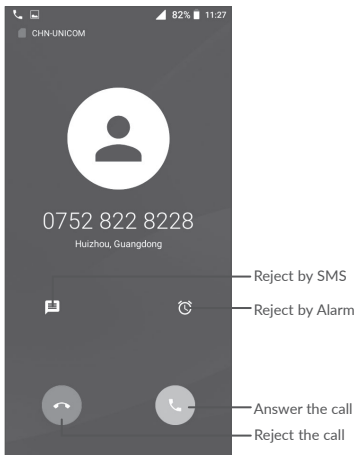 82% 11:27
CHN-UNICOM
0752 822 8228
Huizhou, Guangdong
Reject by SMS
Reject by Alarm
Answer the call
Reject the call